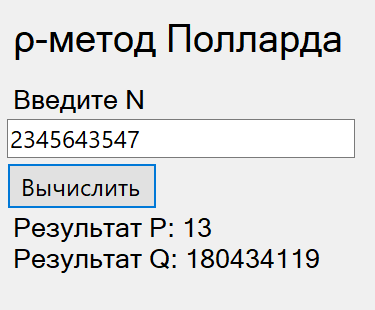 ρ-метод Полларда
Введите N
2345643547
Вычислить
Результат P: 13
Результат Q: 180434119